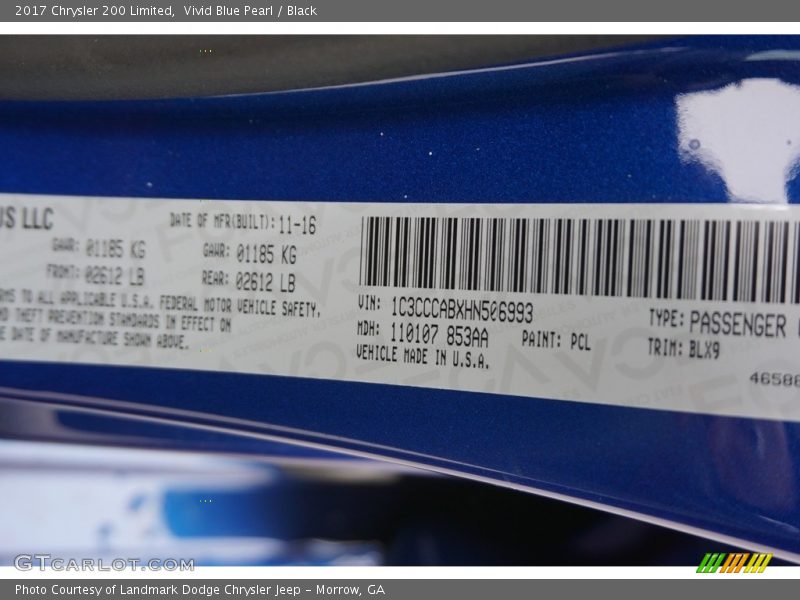 2017 Chrysler 200 Limited,  Vivid Blue Pearl / Black
US LLC
DATE OF MFR(BUILT): 11-16
GAWR: 01185 KG
GAWR: 01185 KG
FRONT: 02612 LB
REAR: 02612 LB
TO ALL APPLICABLE U.S.A. FEDERAL MOTOR VEHICLE SAFETY,
THEFT PREVENTION STANDARDS IN EFFECT ON
DATE OF MANUFACTURE SHOWN ABOVE.
VIN: 1C3CCCABXHN506993
TYPE: PASSENGER
MDH: 110107 853AA
PAINT: PCL
TRIM: BLX9
VEHICLE MADE IN U.S.A.
4658
GTCARLOT.COM
Photo Courtesy of Landmark Dodge Chrysler Jeep - Morrow, GA